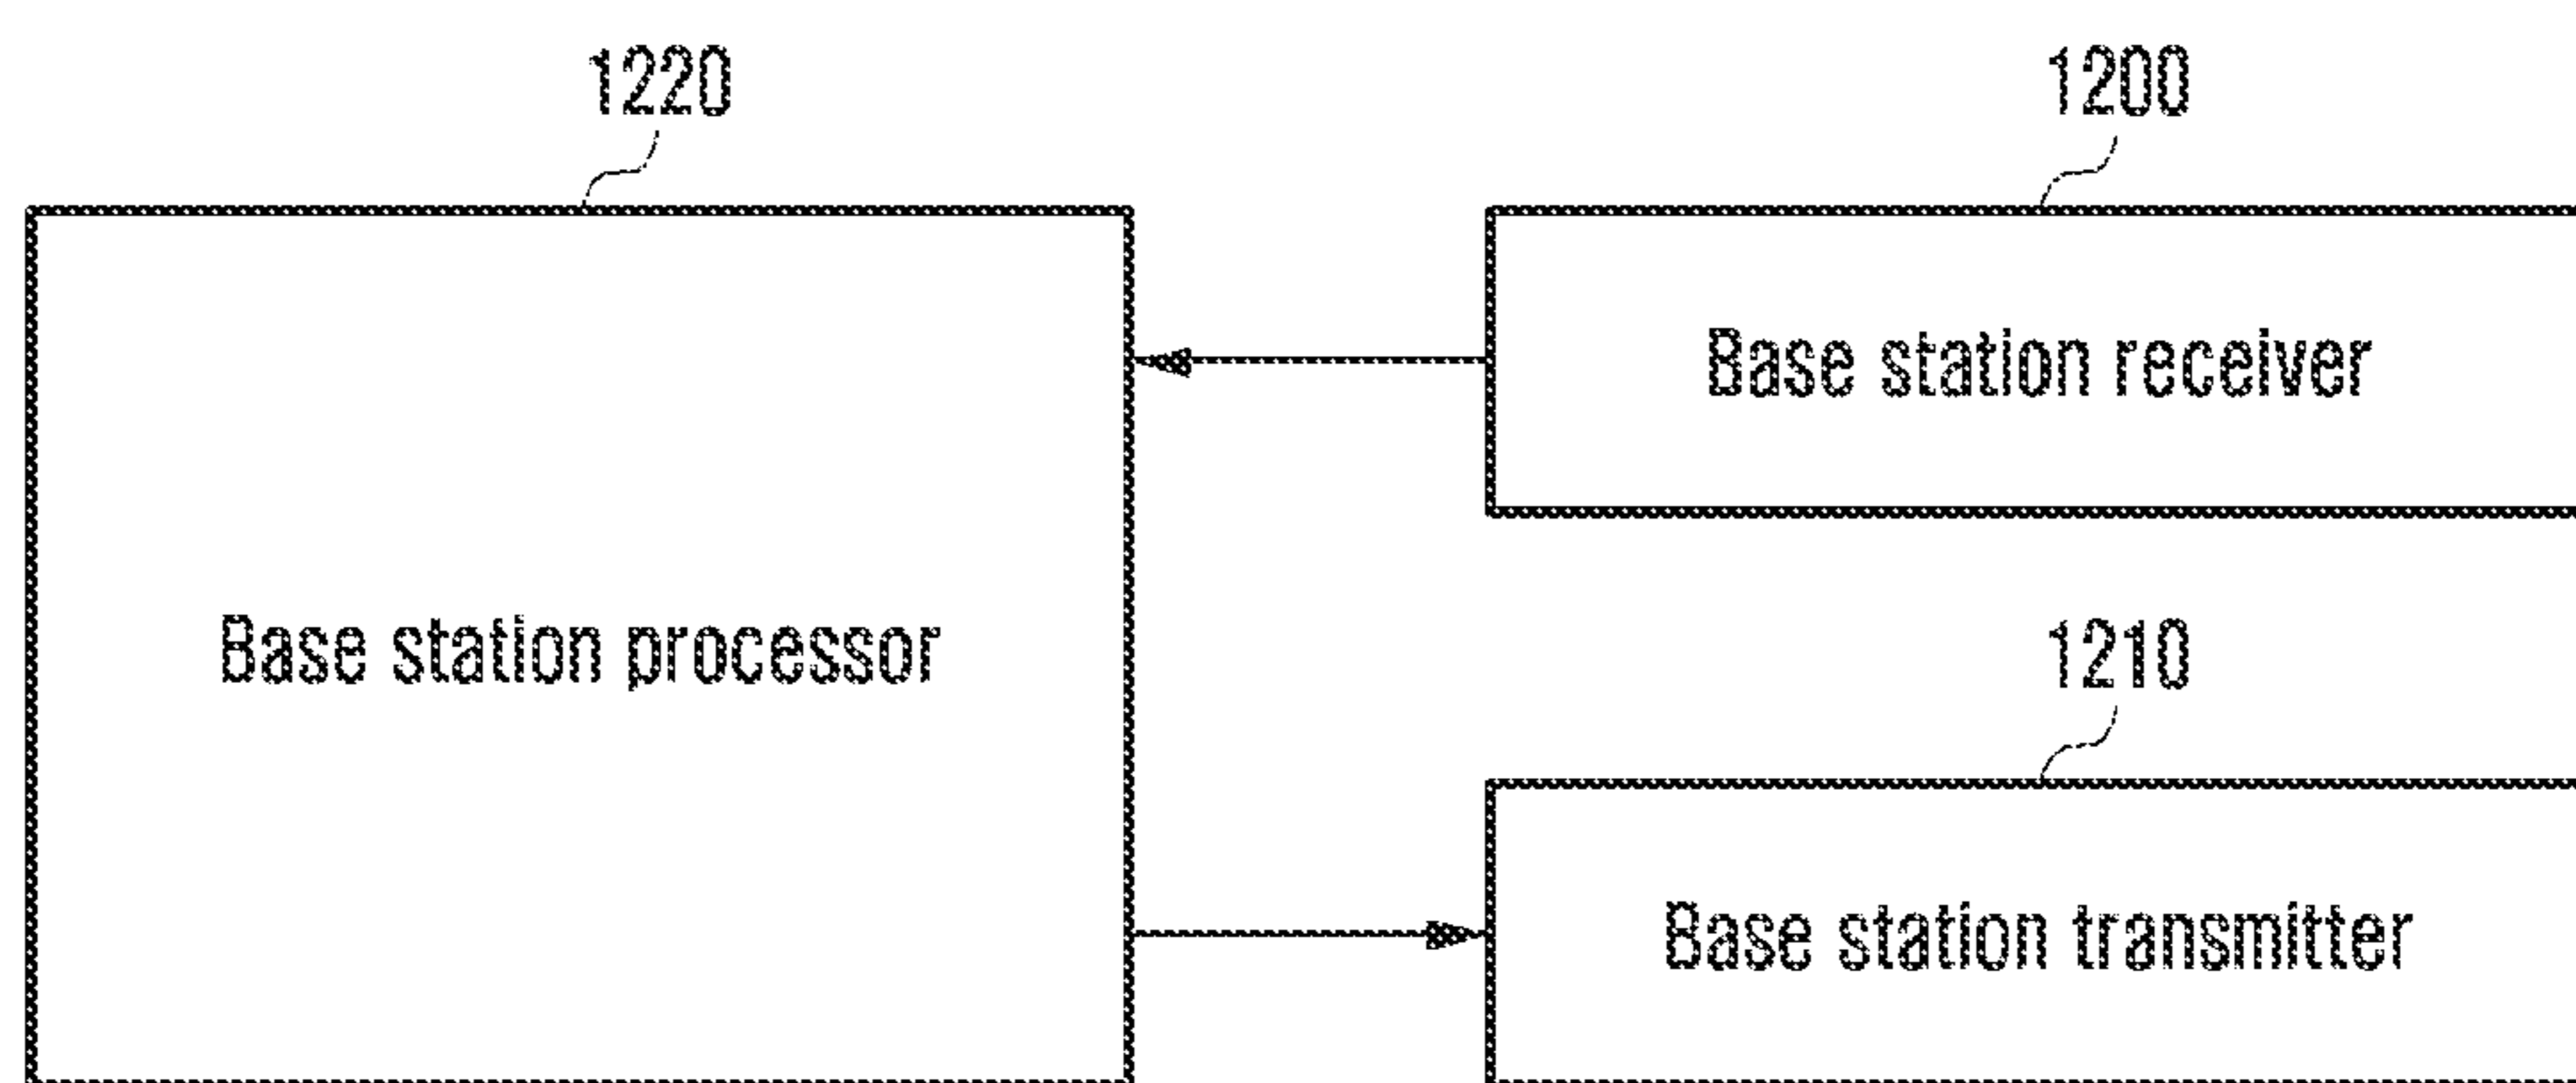 1220
1200
Base station receiver
Base station processor
1210
Base station transmitter